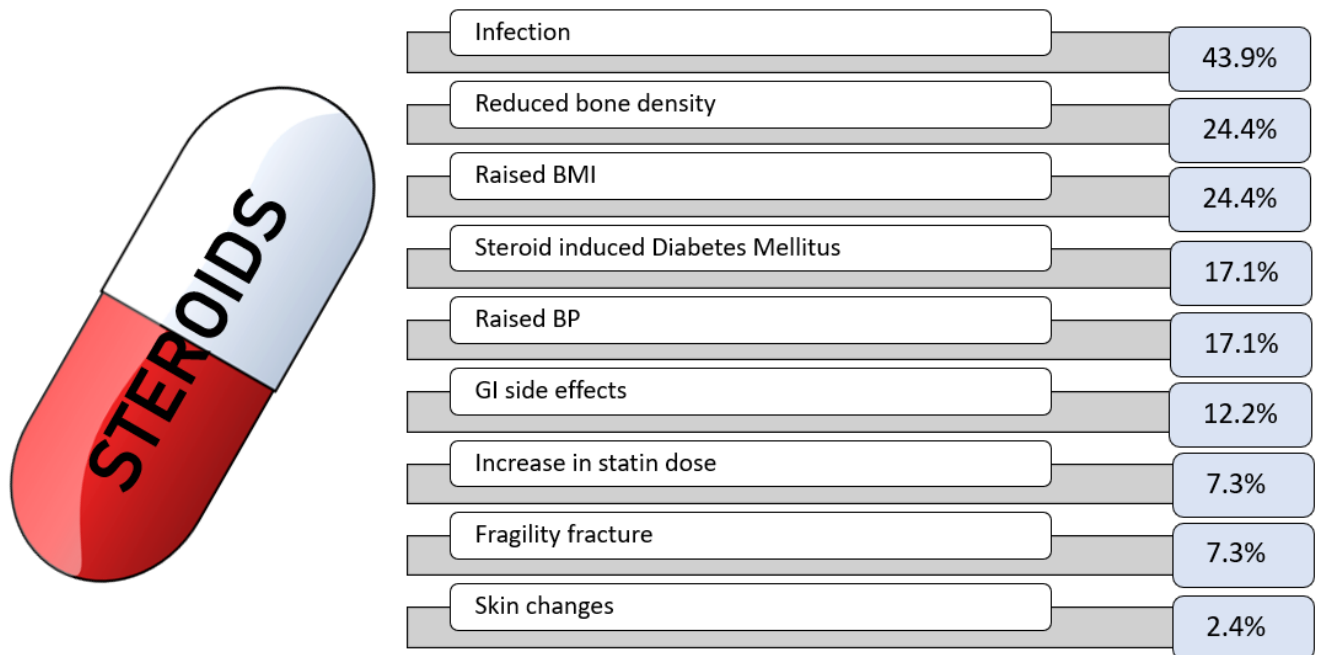 STEROIDS
Infection
43.9%
Reduced bone density
24.4%
Raised BMI
24.4%
Steroid induced Diabetes Mellitus
17.1%
Raised BP
17.1%
GI side effects
12.2%
Increase in statin dose
7.3%
Fragility fracture
7.3%
Skin changes
2.4%